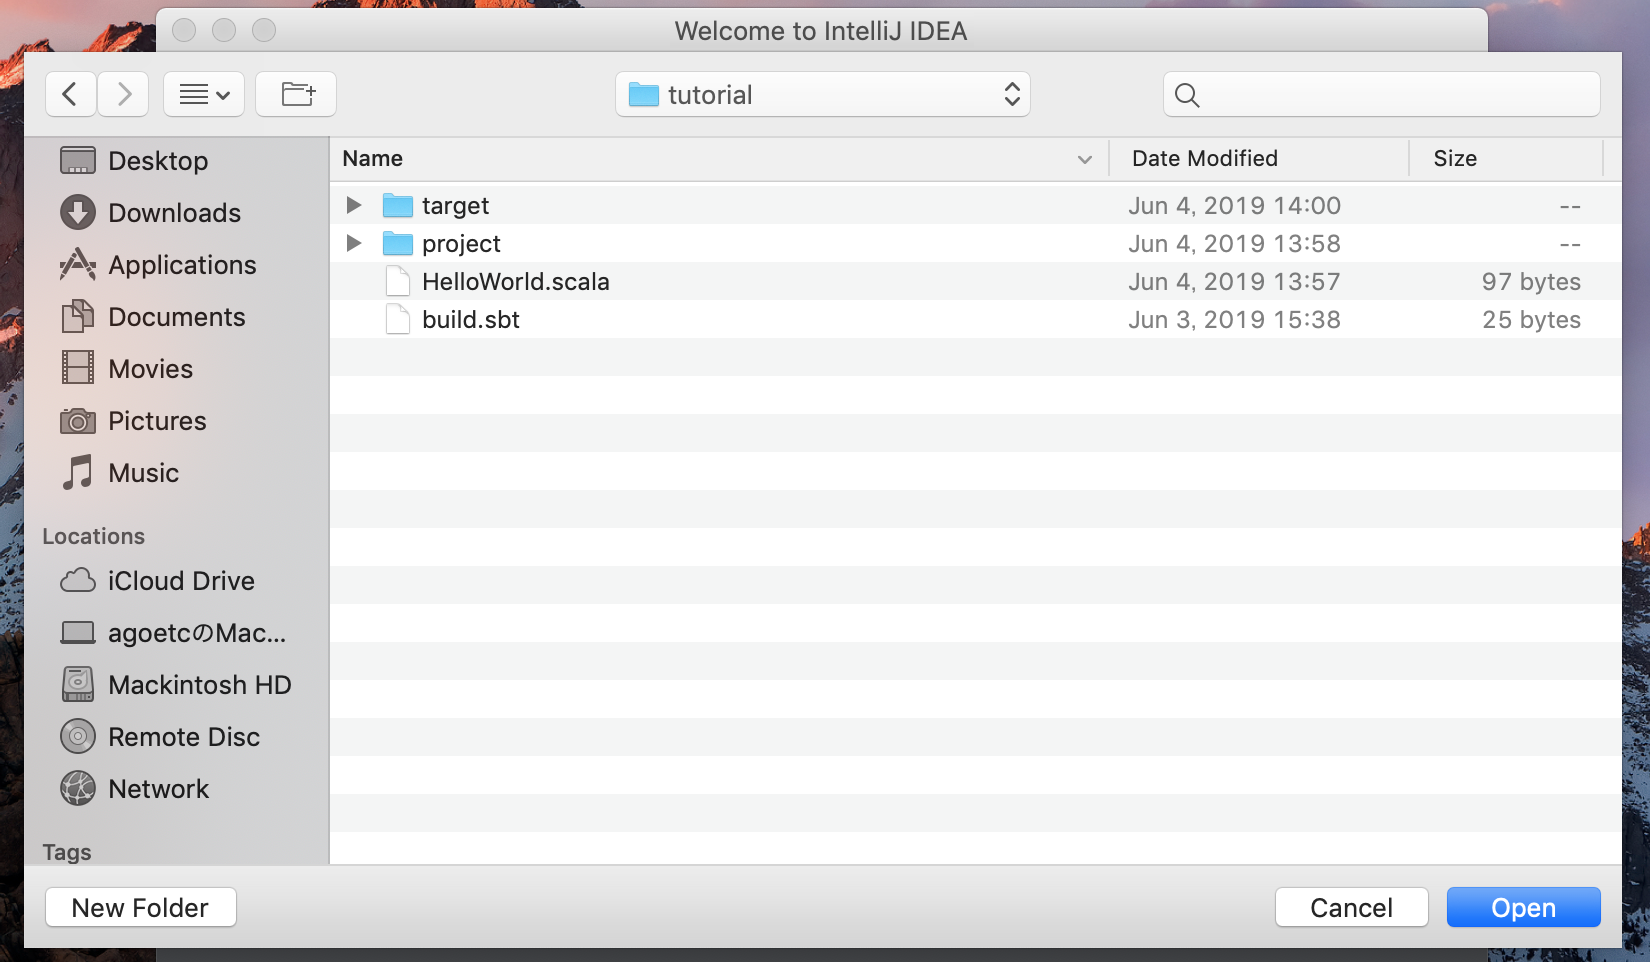 Welcome to IntelliJ IDEA
tutorial
Desktop
Downloads
Applications
Documents
Movies
Pictures
Music
Locations
iCloud Drive
agoetcのMac...
Mackintosh HD
Remote Disc
Network
Tags
Name Date Modified Size
target Jun 4, 2019 14:00 --
project Jun 4, 2019 13:58 --
HelloWorld.scala Jun 4, 2019 13:57 97 bytes
build.sbt Jun 3, 2019 15:38 25 bytes
New Folder Cancel Open